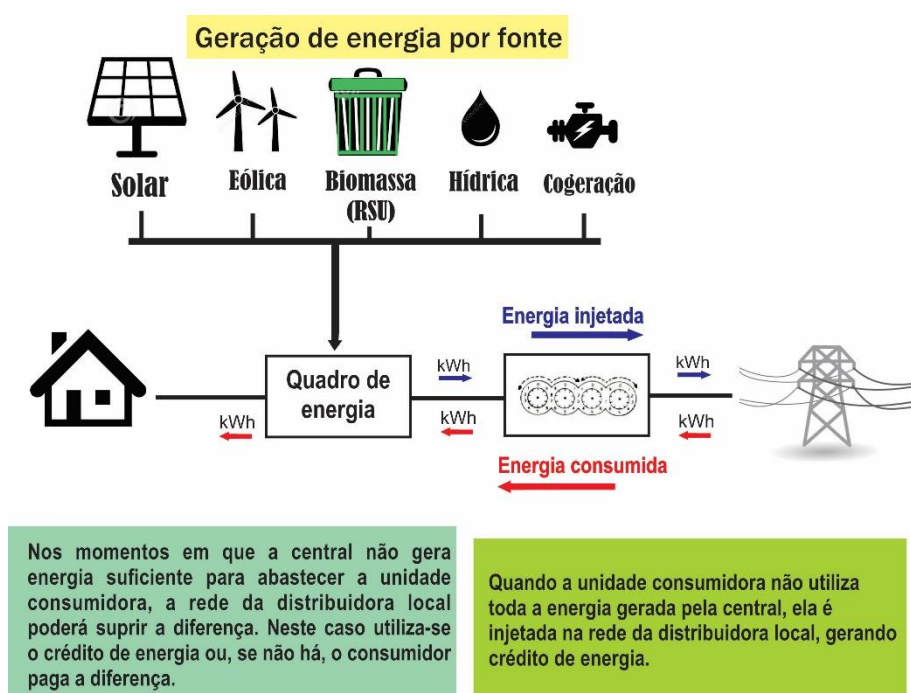 Geração de energia por fonte
Solar
Eólica
Biomassa
(RSU)
Hídrica
Cogeração
Energia injetada
kWh
kWh
Quadro de
energia
kWh
kWh
kWh
Energia consumida
Nos momentos em que a central não gera
energia suficiente para abastecer a unidade
consumidora, a rede da distribuidora local
poderá suprir a diferença. Neste caso utiliza-se
o crédito de energia ou, se não há, o consumidor
paga a diferença.
Quando a unidade consumidora não utiliza
toda a energia gerada pela central, ela é
injetada na rede da distribuidora local, gerando
crédito de energia.